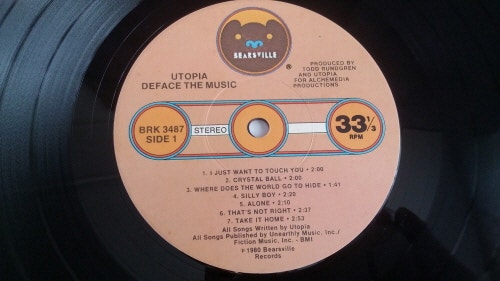 BEARSVILLE
®
UTOPIA
DEFACE THE MUSIC
PRODUCED BY
TODD RUNDGREN
AND UTOPIA
FOR ALCHEMEDIA
PRODUCTIONS
BRK 3487
SIDE 1
STEREO
33 1/3
RPM
1. I JUST WANT TO TOUCH YOU • 2:00
2. CRYSTAL BALL • 2:00
3. WHERE DOES THE WORLD GO TO HIDE • 1:41
4. SILLY BOY • 2:20
5. ALONE • 2:10
6. THAT'S NOT RIGHT • 2:37
7. TAKE IT HOME • 2:53
All Songs Written by Utopia
All Songs Published by Unearthly Music, Inc./
Fiction Music, Inc. - BMI
℗ 1980 Bearsville
Records